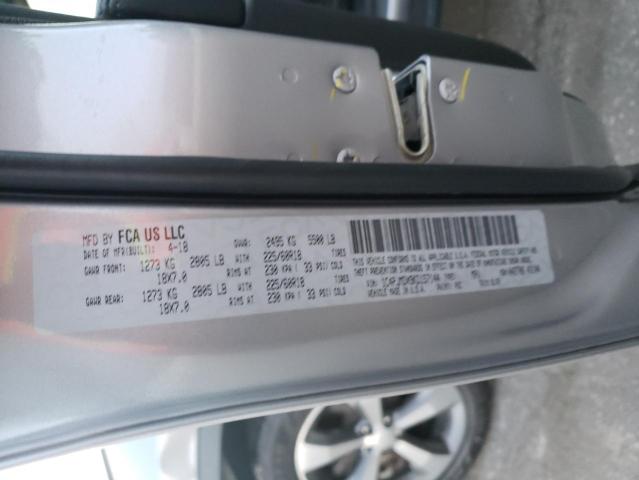 MFD BY FCA US LLC
DATE OF MFR(BUILT): 4-18 GVWR: 2495 KG 5500 LB
GAWR FRONT: 1273 KG 2805 LB TIRES 225/60R18
18X7.0 RIMS AT 230 KPA ( 33 PSI) COLD
GAWR REAR: 1273 KG 2805 LB TIRES 225/60R18
18X7.0 RIMS AT 230 KPA ( 33 PSI) COLD
THIS VEHICLE CONFORMS TO ALL APPLICABLE U.S.A. FEDERAL MOTOR VEHICLE SAFETY AND
THEFT PREVENTION STANDARDS IN EFFECT ON THE DATE OF MANUFACTURE SHOWN ABOVE.
VIN: TYPE: MPV
VEHICLE MADE IN U.S.A. PAINT: